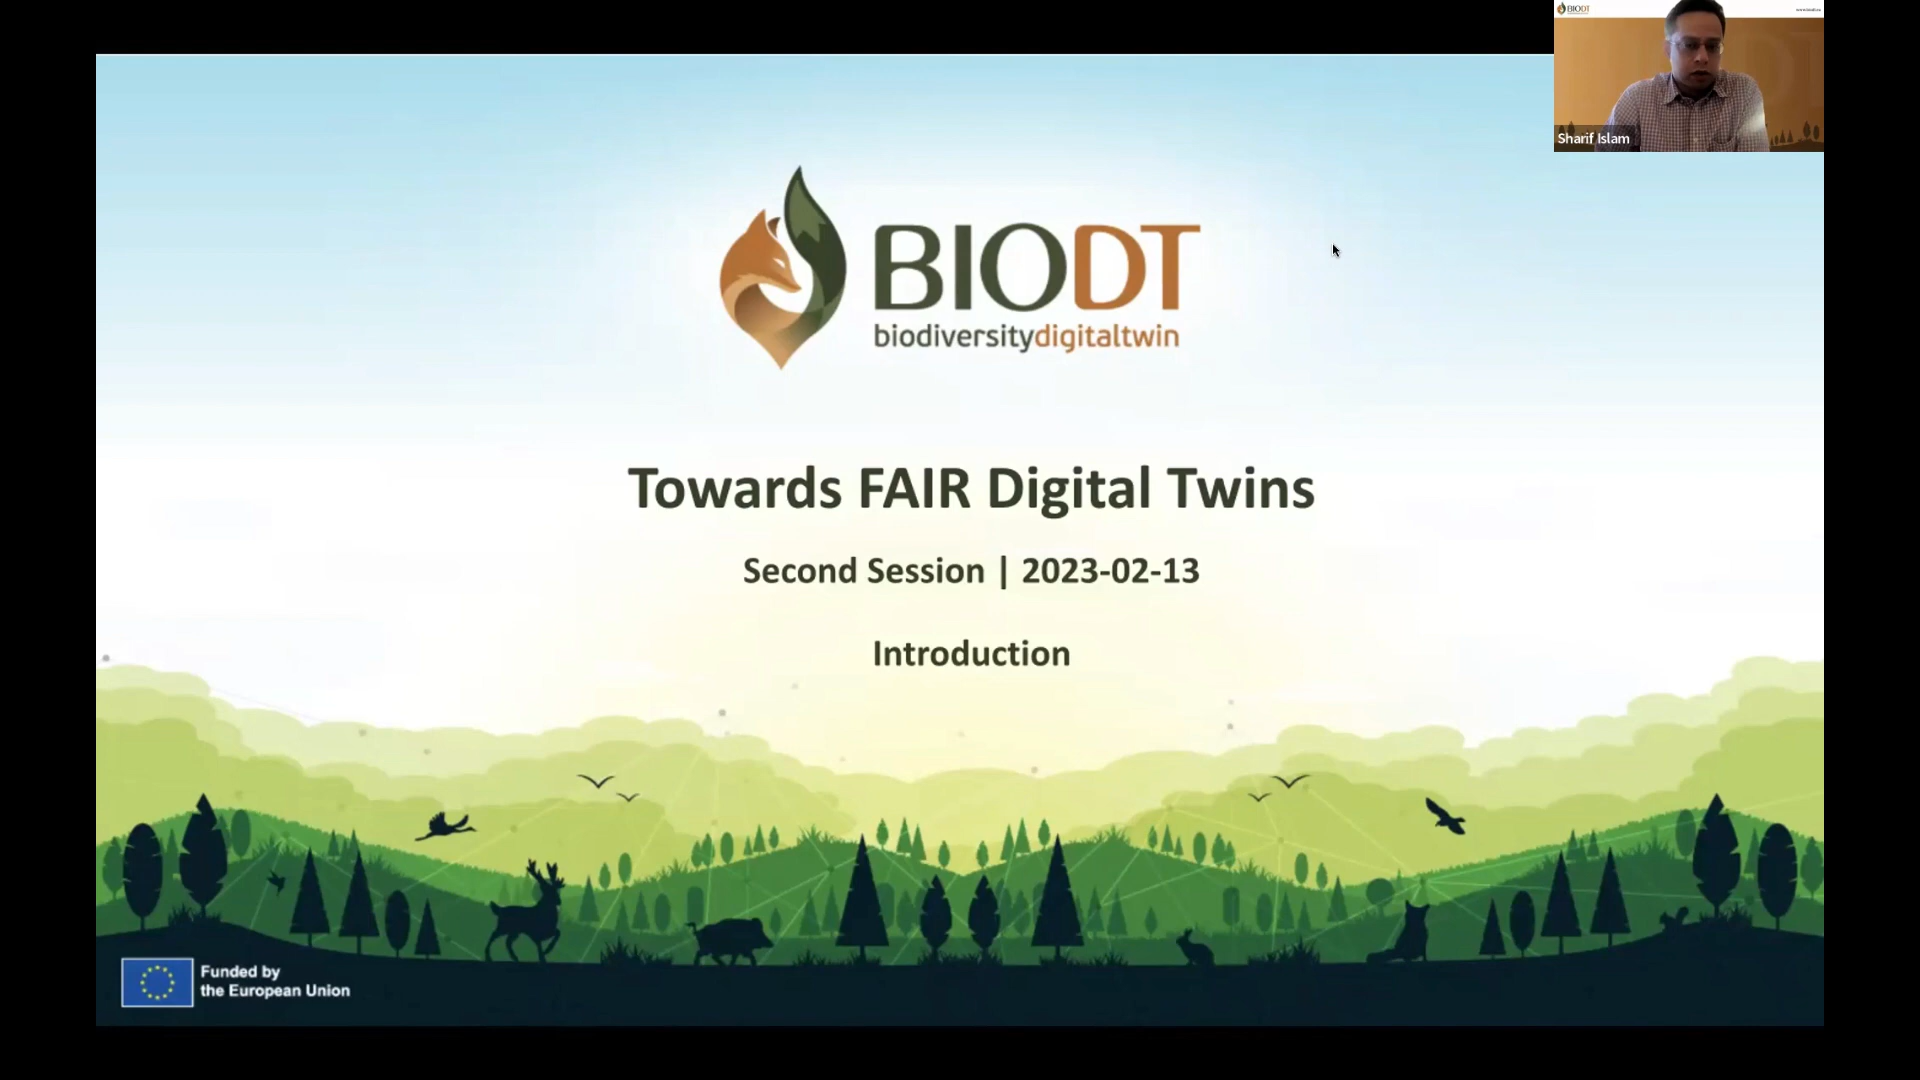 BIODT
Sharif Islam
BIODT
biodiversitydigitaltwin
Towards FAIR Digital Twins
Second Session | 2023-02-13
Introduction
Funded by
the European Union